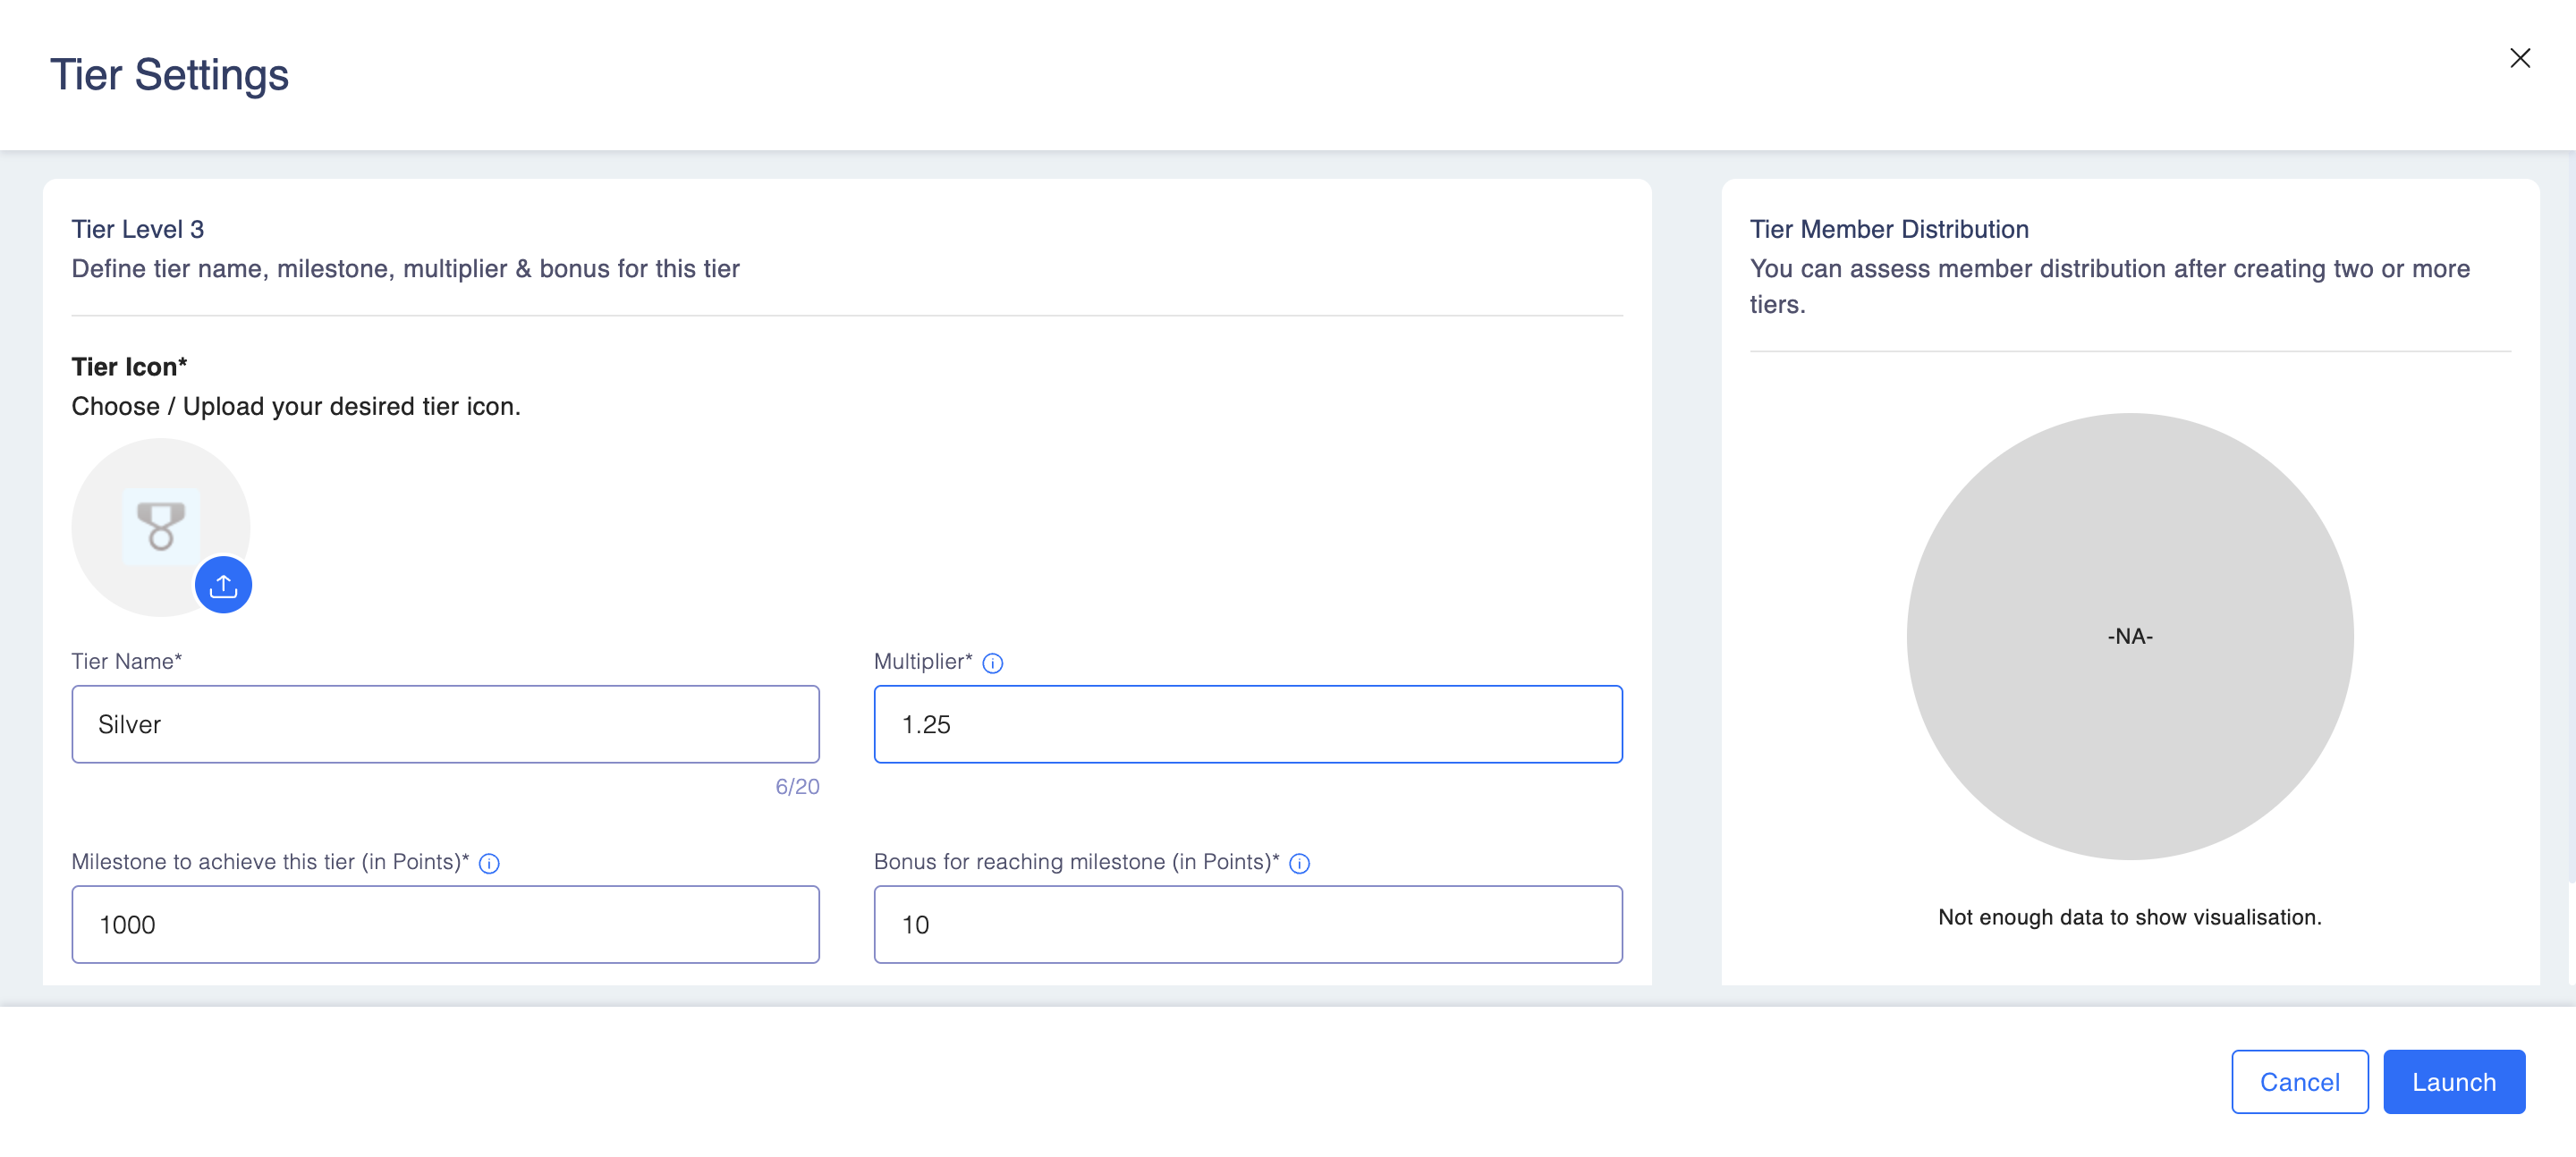 Tier Settings
Tier Level 3
Define tier name, milestone, multiplier & bonus for this tier
Tier Icon*
Choose / Upload your desired tier icon.
Tier Name*
Silver
6/20
Multiplier*
1.25
Milestone to achieve this tier (in Points)*
1000
Bonus for reaching milestone (in Points)*
10
Tier Member Distribution
You can assess member distribution after creating two or more
tiers.
-NA-
Not enough data to show visualisation.
Cancel
Launch